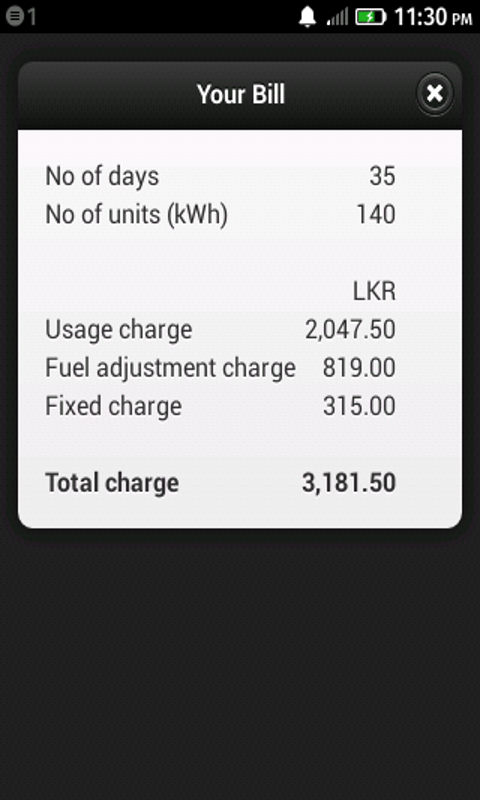 1 11:30 PM
Your Bill
No of days 35
No of units (kWh) 140
LKR
Usage charge 2,047.50
Fuel adjustment charge 819.00
Fixed charge 315.00
Total charge 3,181.50